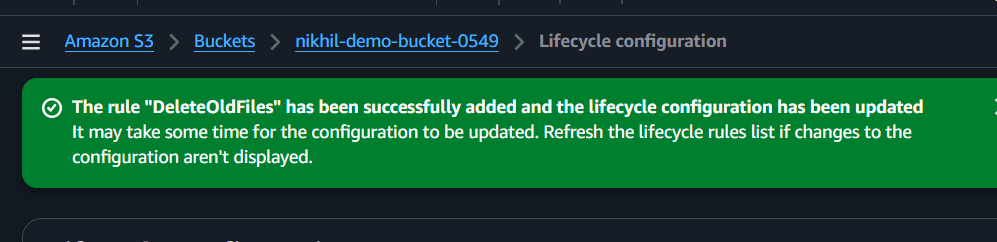 Amazon S3 > Buckets > nikhil-demo-bucket-0549 > Lifecycle configuration
The rule "DeleteOldFiles" has been successfully added and the lifecycle configuration has been updated
It may take some time for the configuration to be updated. Refresh the lifecycle rules list if changes to the
configuration aren't displayed.